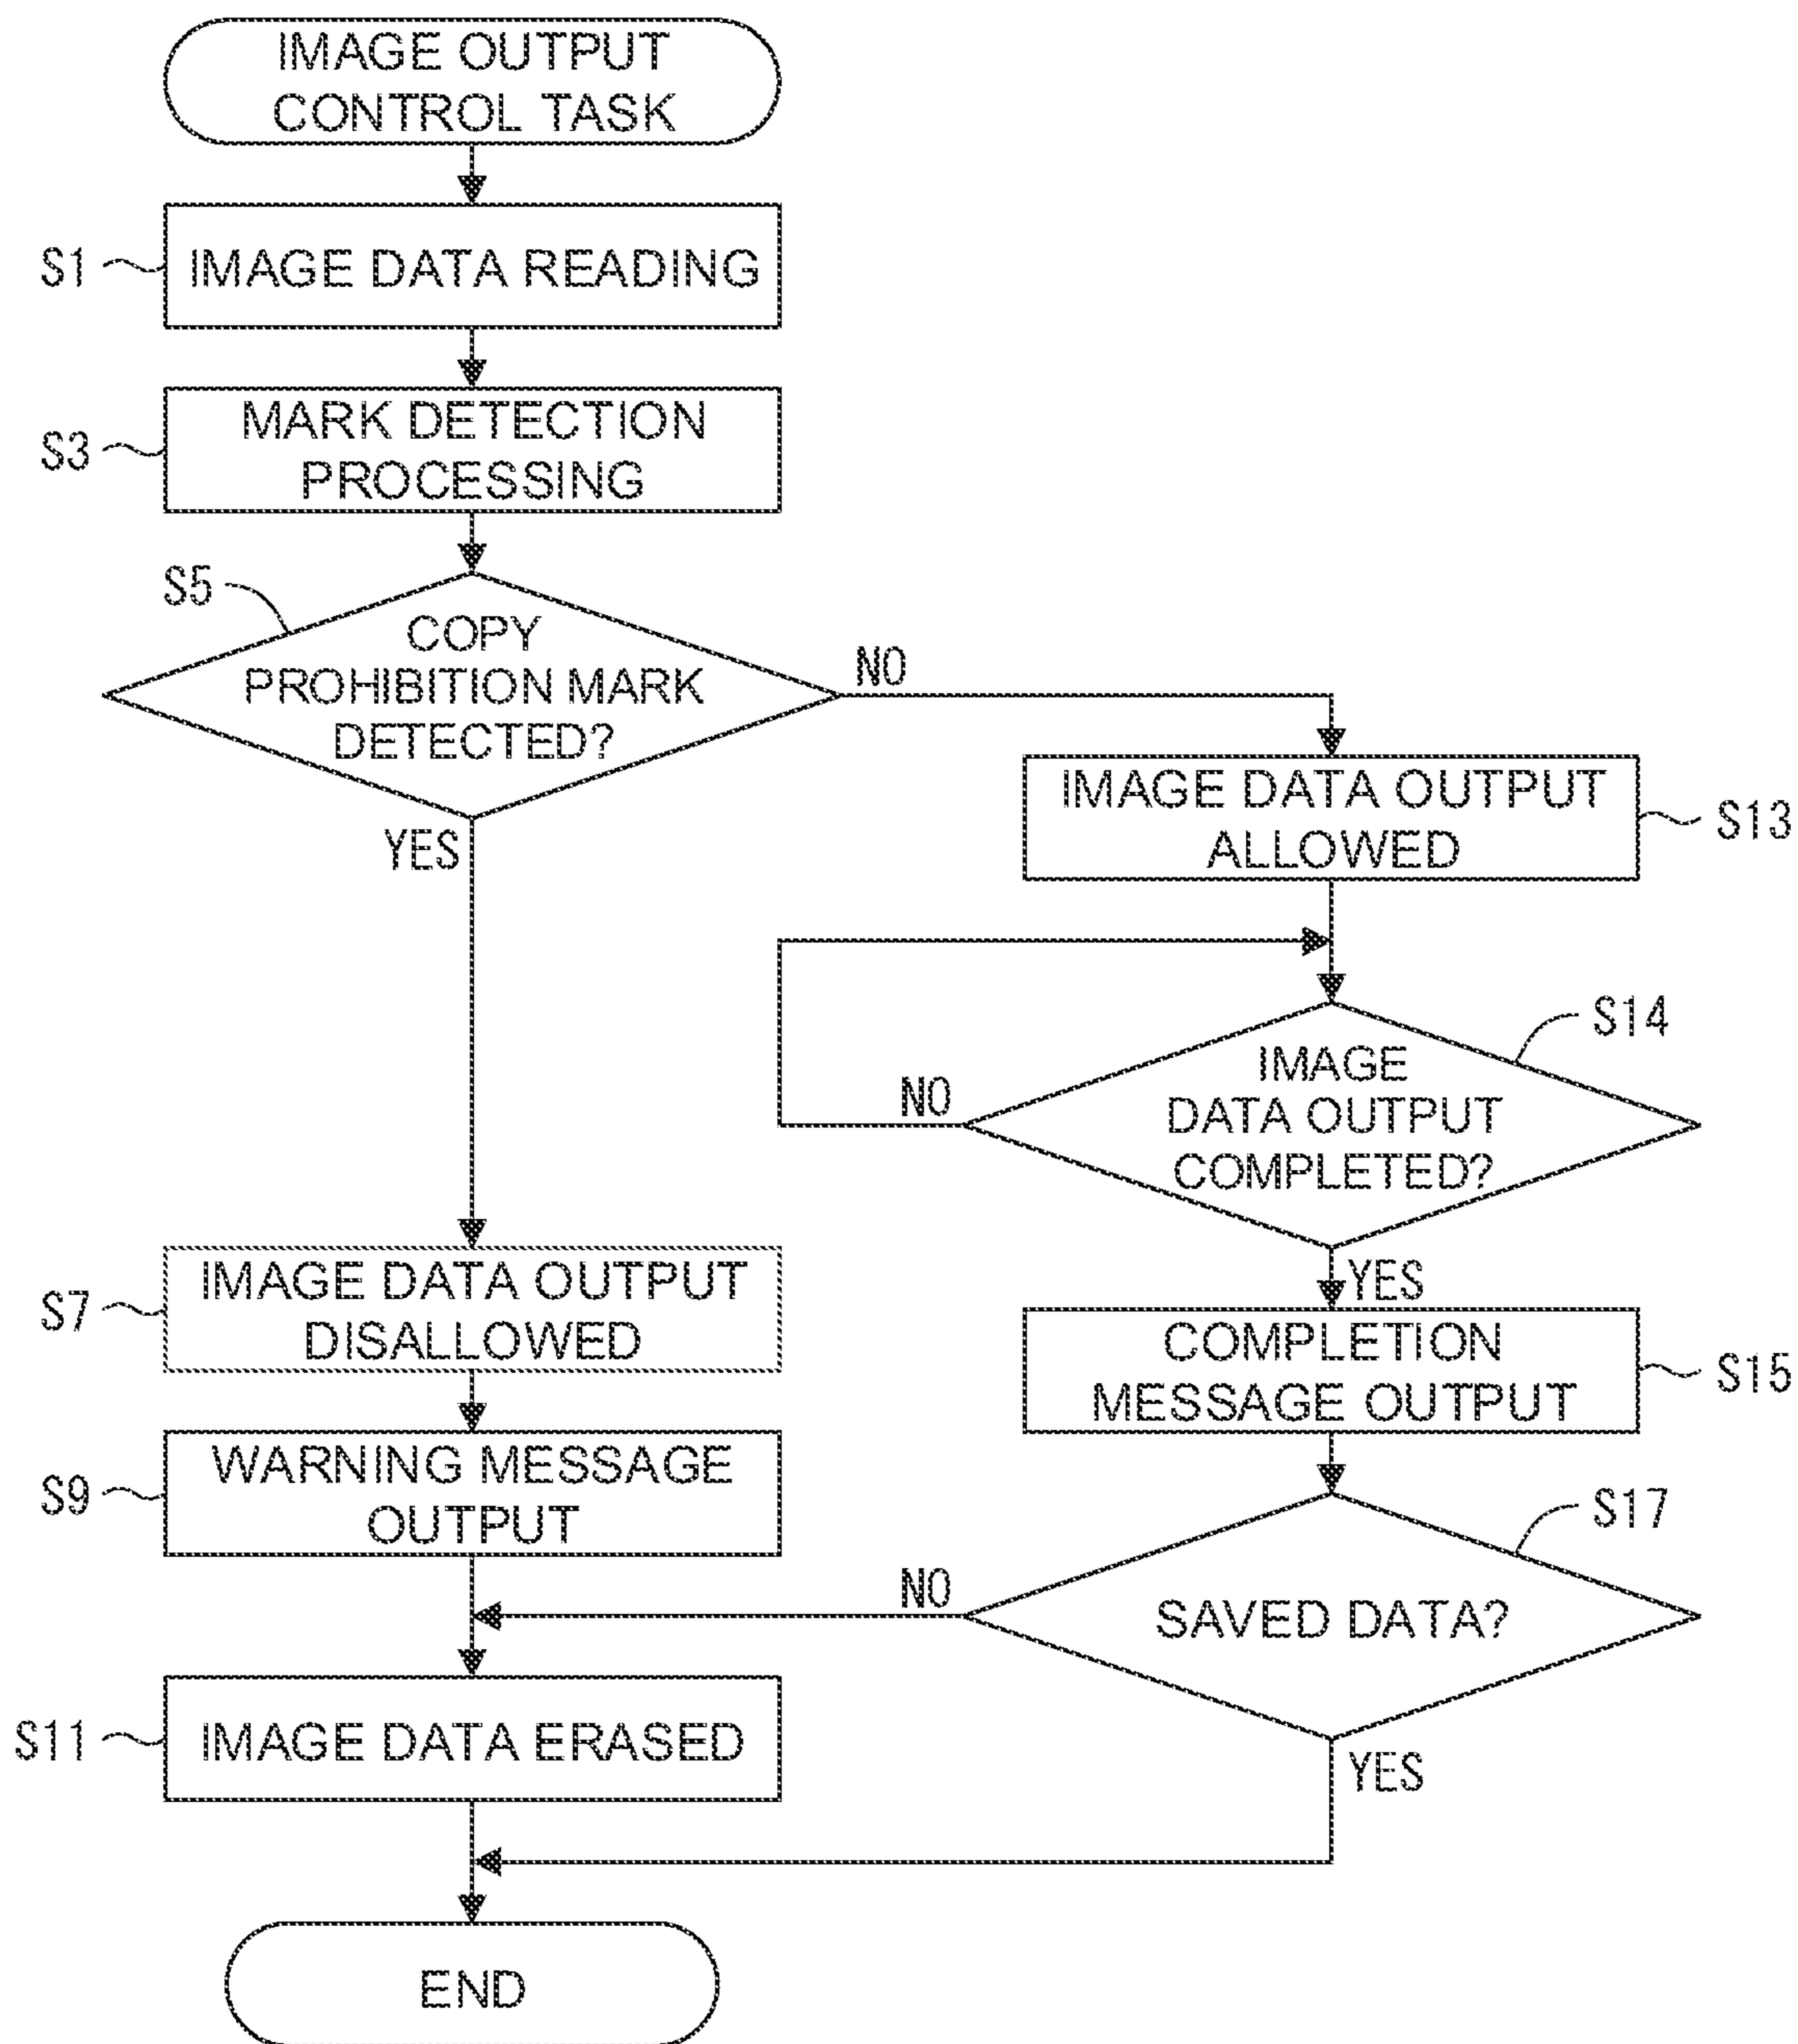 IMAGE OUTPUT
CONTROL TASK
S1
IMAGE DATA READING
S3
MARK DETECTION
PROCESSING
S5
COPY
PROHIBITION MARK
DETECTED?
NO
YES
IMAGE DATA OUTPUT
ALLOWED
S13
S14
IMAGE
DATA OUTPUT
COMPLETED?
NO
YES
S7
IMAGE DATA OUTPUT
DISALLOWED
COMPLETION
MESSAGE OUTPUT
S15
S9
WARNING MESSAGE
OUTPUT
S17
NO
SAVED DATA?
YES
S11
IMAGE DATA ERASED
END